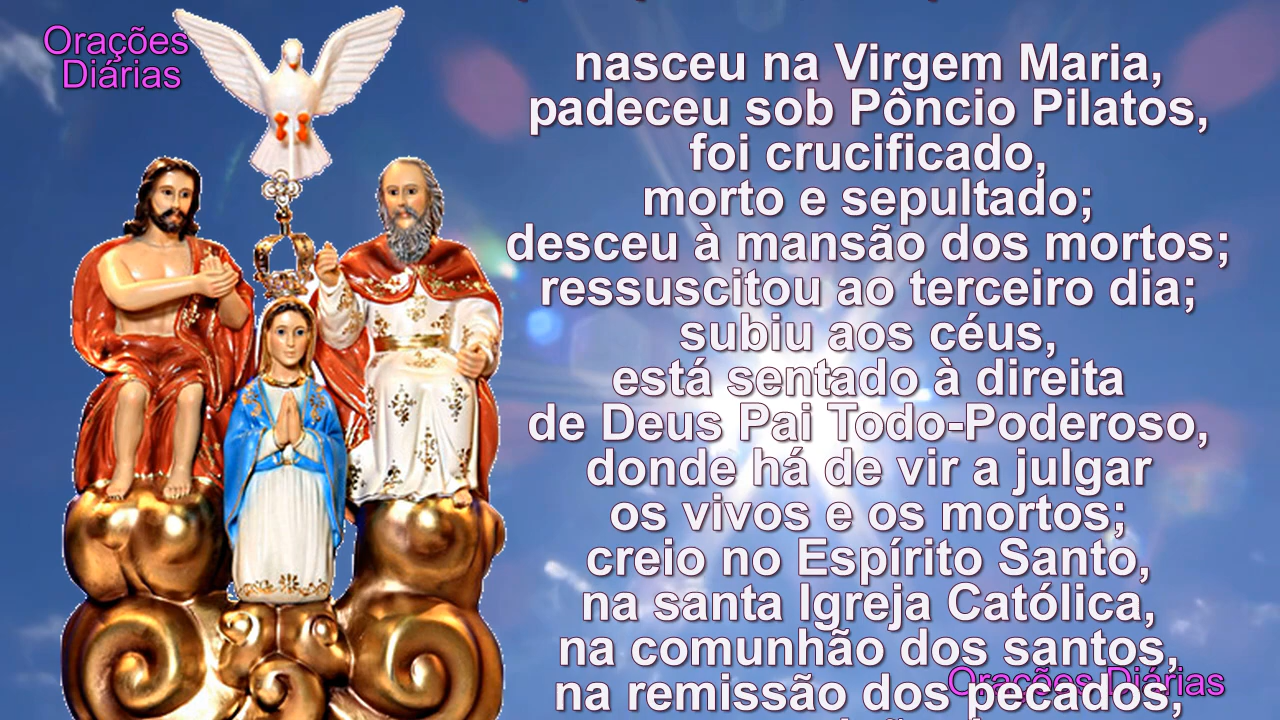 Orações
Diárias
nasceu na Virgem Maria,
padeceu sob Pôncio Pilatos,
foi crucificado,
morto e sepultado;
desceu à mansão dos mortos;
ressuscitou ao terceiro dia;
subiu aos céus,
está sentado à direita
de Deus Pai Todo-Poderoso,
donde há de vir a julgar
os vivos e os mortos;
creio no Espírito Santo,
na santa Igreja Católica,
na comunhão dos santos,
na remissão dos pecados,
Orações Diárias